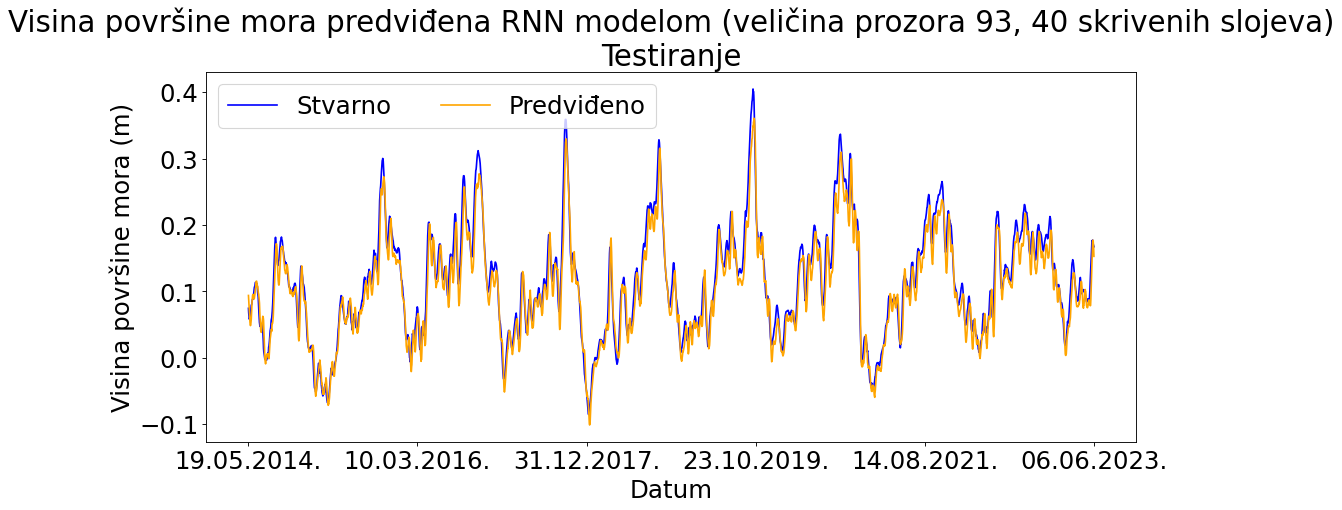 Visina površine mora predviđena RNN modelom (veličina prozora 93, 40 skrivenih slojeva)
Testiranje
Stvarno Predviđeno
Visina površine mora (m)
0.4
0.3
0.2
0.1
0.0
−0.1
19.05.2014. 10.03.2016. 31.12.2017. 23.10.2019. 14.08.2021. 06.06.2023.
Datum